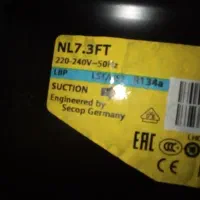 NL7.3FT
220-240V~50Hz
LBP R134a
SUCTION
Engineered by
Secop Germany
EAC